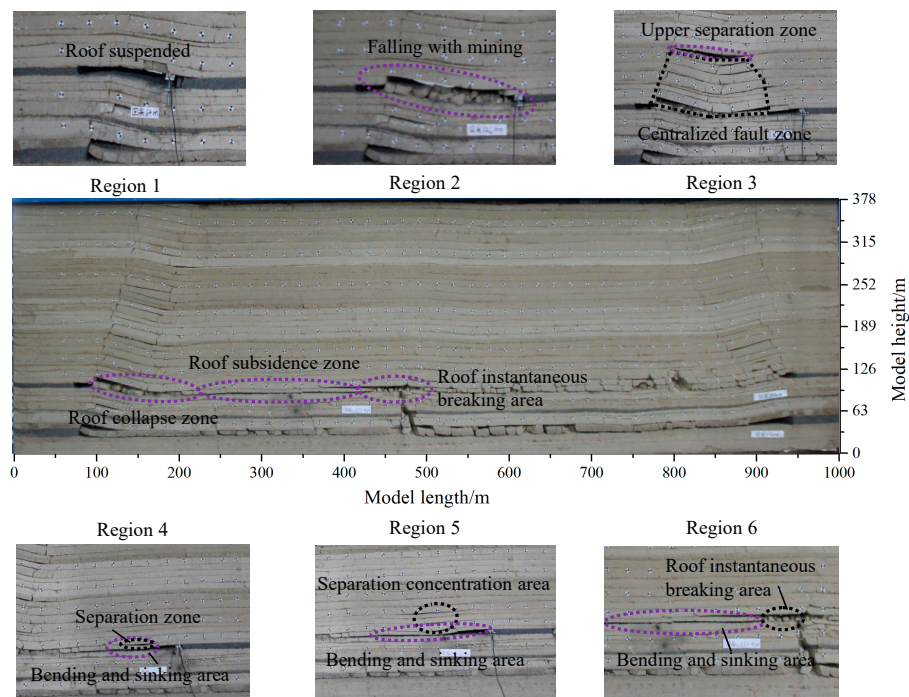 Roof suspended
Falling with mining
Upper separation zone
Centralized fault zone
Region 1
Region 2
Region 3
378
315
252
189
126
63
0
Model height/m
Roof subsidence zone
Roof instantaneous
breaking area
Roof collapse zone
0
100
200
300
400
500
600
700
800
900
1000
Model length/m
Region 4
Region 5
Region 6
Separation zone
Bending and sinking area
Separation concentration area
Bending and sinking area
Roof instantaneous
breaking area
Bending and sinking area